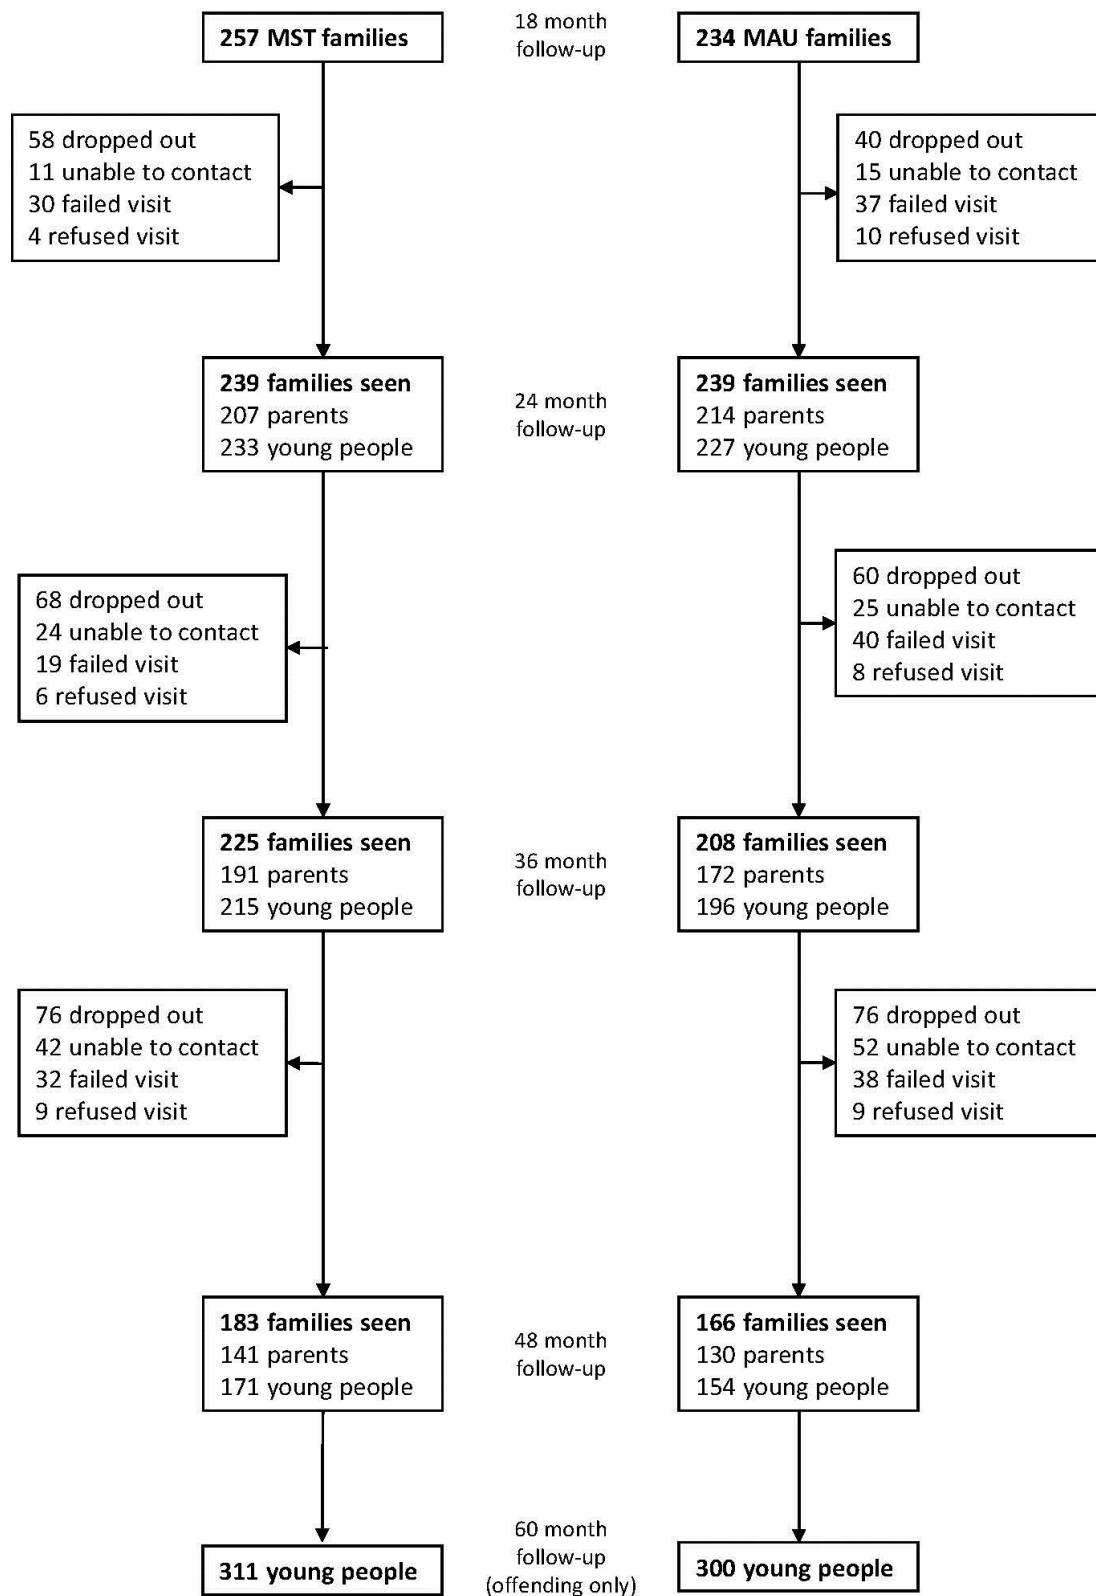 257 MST families
18 month
follow-up
234 MAU families
58 dropped out
11 unable to contact
30 failed visit
4 refused visit
40 dropped out
15 unable to contact
37 failed visit
10 refused visit
239 families seen
207 parents
233 young people
24 month
follow-up
239 families seen
214 parents
227 young people
68 dropped out
24 unable to contact
19 failed visit
6 refused visit
60 dropped out
25 unable to contact
40 failed visit
8 refused visit
225 families seen
191 parents
215 young people
36 month
follow-up
208 families seen
172 parents
196 young people
76 dropped out
42 unable to contact
32 failed visit
9 refused visit
76 dropped out
52 unable to contact
38 failed visit
9 refused visit
183 families seen
141 parents
171 young people
48 month
follow-up
166 families seen
130 parents
154 young people
311 young people
60 month
follow-up
(offending only)
300 young people